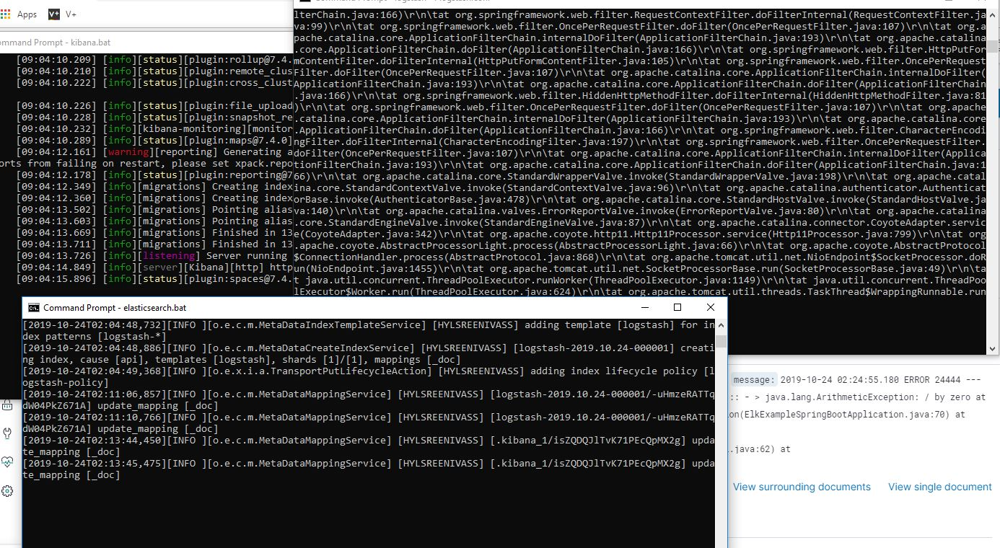 Apps
V+
V+
Command Prompt - kibana.bat
[09:04:10.209] [info][status][plugin:rollup@7.4.
[09:04:10.210] [info][status][plugin:remote_clus
[09:04:10.222] [info][status][plugin:cross_clust
[09:04:10.226] [info][status][plugin:file_upload
[09:04:10.228] [info][status][plugin:snapshot_re
[09:04:10.232] [info][kibana-monitoring][monitor
[09:04:10.289] [info][status][plugin:maps@7.4.0]
[09:04:12.161] [warning][reporting] Generating a
orts from failing on restart, please set xpack.repo
[09:04:12.178] [info][status][plugin:reporting@7
[09:04:12.349] [info][migrations] Creating index
[09:04:12.360] [info][migrations] Creating index
[09:04:13.502] [info][migrations] Pointing alias
[09:04:13.603] [info][migrations] Pointing alias
[09:04:13.669] [info][migrations] Finished in 13
[09:04:13.711] [info][migrations] Finished in 13
[09:04:13.726] [info][listening] Server running
[09:04:14.849] [info][server][Kibana][http] http
[09:04:15.896] [info][status][plugin:spaces@7.4.
lterChain.java:166)\r\n\tat org.springframework.web.filter.RequestContextFilter.doFilterInternal(RequestContextFilter.ja
va:99)\r\n\tat org.springframework.web.filter.OncePerRequestFilter.doFilter(OncePerRequestFilter.java:107)\r\n\tat org.a
pache.catalina.core.ApplicationFilterChain.internalDoFilter(ApplicationFilterChain.java:193)\r\n\tat org.apache.catalina
.core.ApplicationFilterChain.doFilter(ApplicationFilterChain.java:166)\r\n\tat org.springframework.web.filter.HttpPutFor
mContentFilter.doFilterInternal(HttpPutFormContentFilter.java:105)\r\n\tat org.springframework.web.filter.OncePerRequest
Filter.doFilter(OncePerRequestFilter.java:107)\r\n\tat org.apache.catalina.core.ApplicationFilterChain.internalDoFilter(
ApplicationFilterChain.java:193)\r\n\tat org.apache.catalina.core.ApplicationFilterChain.doFilter(ApplicationFilterChain
.java:166)\r\n\tat org.springframework.web.filter.HiddenHttpMethodFilter.doFilterInternal(HiddenHttpMethodFilter.java:81
)\r\n\tat org.springframework.web.filter.OncePerRequestFilter.doFilter(OncePerRequestFilter.java:107)\r\n\tat org.apache
.catalina.core.ApplicationFilterChain.internalDoFilter(ApplicationFilterChain.java:193)\r\n\tat org.apache.catalina.core
.ApplicationFilterChain.doFilter(ApplicationFilterChain.java:166)\r\n\tat org.springframework.web.filter.CharacterEncodi
ngFilter.doFilterInternal(CharacterEncodingFilter.java:197)\r\n\tat org.springframework.web.filter.OncePerRequestFilter.
doFilter(OncePerRequestFilter.java:107)\r\n\tat org.apache.catalina.core.ApplicationFilterChain.internalDoFilter(Applica
tionFilterChain.java:193)\r\n\tat org.apache.catalina.core.ApplicationFilterChain.doFilter(ApplicationFilterChain.java:1
66)\r\n\tat org.apache.catalina.core.StandardWrapperValve.invoke(StandardWrapperValve.java:198)\r\n\tat org.apache.catal
ina.core.StandardContextValve.invoke(StandardContextValve.java:96)\r\n\tat org.apache.catalina.authenticator.Authenticat
orBase.invoke(AuthenticatorBase.java:478)\r\n\tat org.apache.catalina.core.StandardHostValve.invoke(StandardHostValve.ja
va:140)\r\n\tat org.apache.catalina.valves.ErrorReportValve.invoke(ErrorReportValve.java:80)\r\n\tat org.apache.catalina
.core.StandardEngineValve.invoke(StandardEngineValve.java:87)\r\n\tat org.apache.catalina.connector.CoyoteAdapter.servic
e(CoyoteAdapter.java:342)\r\n\tat org.apache.coyote.http11.Http11Processor.service(Http11Processor.java:799)\r\n\tat org
.apache.coyote.AbstractProcessorLight.process(AbstractProcessorLight.java:66)\r\n\tat org.apache.coyote.AbstractProtocol
$ConnectionHandler.process(AbstractProtocol.java:868)\r\n\tat org.apache.tomcat.util.net.NioEndpoint$SocketProcessor.doR
un(NioEndpoint.java:1455)\r\n\tat org.apache.tomcat.util.net.SocketProcessorBase.run(SocketProcessorBase.java:49)\r\n\ta
t java.util.concurrent.ThreadPoolExecutor.runWorker(ThreadPoolExecutor.java:1149)\r\n\tat java.util.concurrent.ThreadPoo
lExecutor$Worker.run(ThreadPoolExecutor.java:624)\r\n\tat org.apache.tomcat.util.threads.TaskThread$WrappingRunnable.run
Command Prompt - elasticsearch.bat
[2019-10-24T02:04:48,732][INFO ][o.e.c.m.MetaDataIndexTemplateService] [HYLSREENIVASS] adding template [logstash] for in
dex patterns [logstash-*]
[2019-10-24T02:04:48,886][INFO ][o.e.c.m.MetaDataCreateIndexService] [HYLSREENIVASS] [logstash-2019.10.24-000001] creati
ng index, cause [api], templates [logstash], shards [1]/[1], mappings [_doc]
[2019-10-24T02:04:49,368][INFO ][o.e.x.i.a.TransportPutLifecycleAction] [HYLSREENIVASS] adding index lifecycle policy [l
ogstash-policy]
[2019-10-24T02:11:06,857][INFO ][o.e.c.m.MetaDataMappingService] [HYLSREENIVASS] [logstash-2019.10.24-000001/-uHmzeRATTq
dW04PkZ671A] update_mapping [_doc]
[2019-10-24T02:11:10,766][INFO ][o.e.c.m.MetaDataMappingService] [HYLSREENIVASS] [logstash-2019.10.24-000001/-uHmzeRATTq
dW04PkZ671A] update_mapping [_doc]
[2019-10-24T02:13:44,450][INFO ][o.e.c.m.MetaDataMappingService] [HYLSREENIVASS] [.kibana_1/isZQDQJlTvK71PEcQpMX2g] upda
te_mapping [_doc]
[2019-10-24T02:13:45,475][INFO ][o.e.c.m.MetaDataMappingService] [HYLSREENIVASS] [.kibana_1/isZQDQJlTvK71PEcQpMX2g] upda
te_mapping [_doc]
message: 2019-10-24 02:24:55.180 ERROR 24444 ---
:: - > java.lang.ArithmeticException: / by zero at
on(ElkExampleSpringBootApplication.java:70) at
.java:62) at
View surrounding documents
View single document